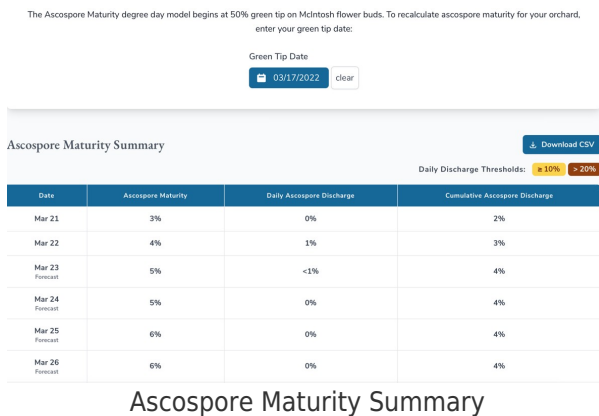 The Ascospore Maturity degree day model begins at 50% green tip on McIntosh flower buds. To recalculate ascospore maturity for your orchard,
enter your green tip date:
Green Tip Date
03/17/2022 clear
Ascospore Maturity Summary
Download CSV
Daily Discharge Thresholds: ≥ 10% > 20%
Date Ascospore Maturity Daily Ascospore Discharge Cumulative Ascospore Discharge
Mar 21 3% 0% 2%
Mar 22 4% 1% 3%
Mar 23 5% <1% 4%
Forecast
Mar 24 5% 0% 4%
Forecast
Mar 25 6% 0% 4%
Forecast
Mar 26 6% 0% 4%
Forecast
Ascospore Maturity Summary